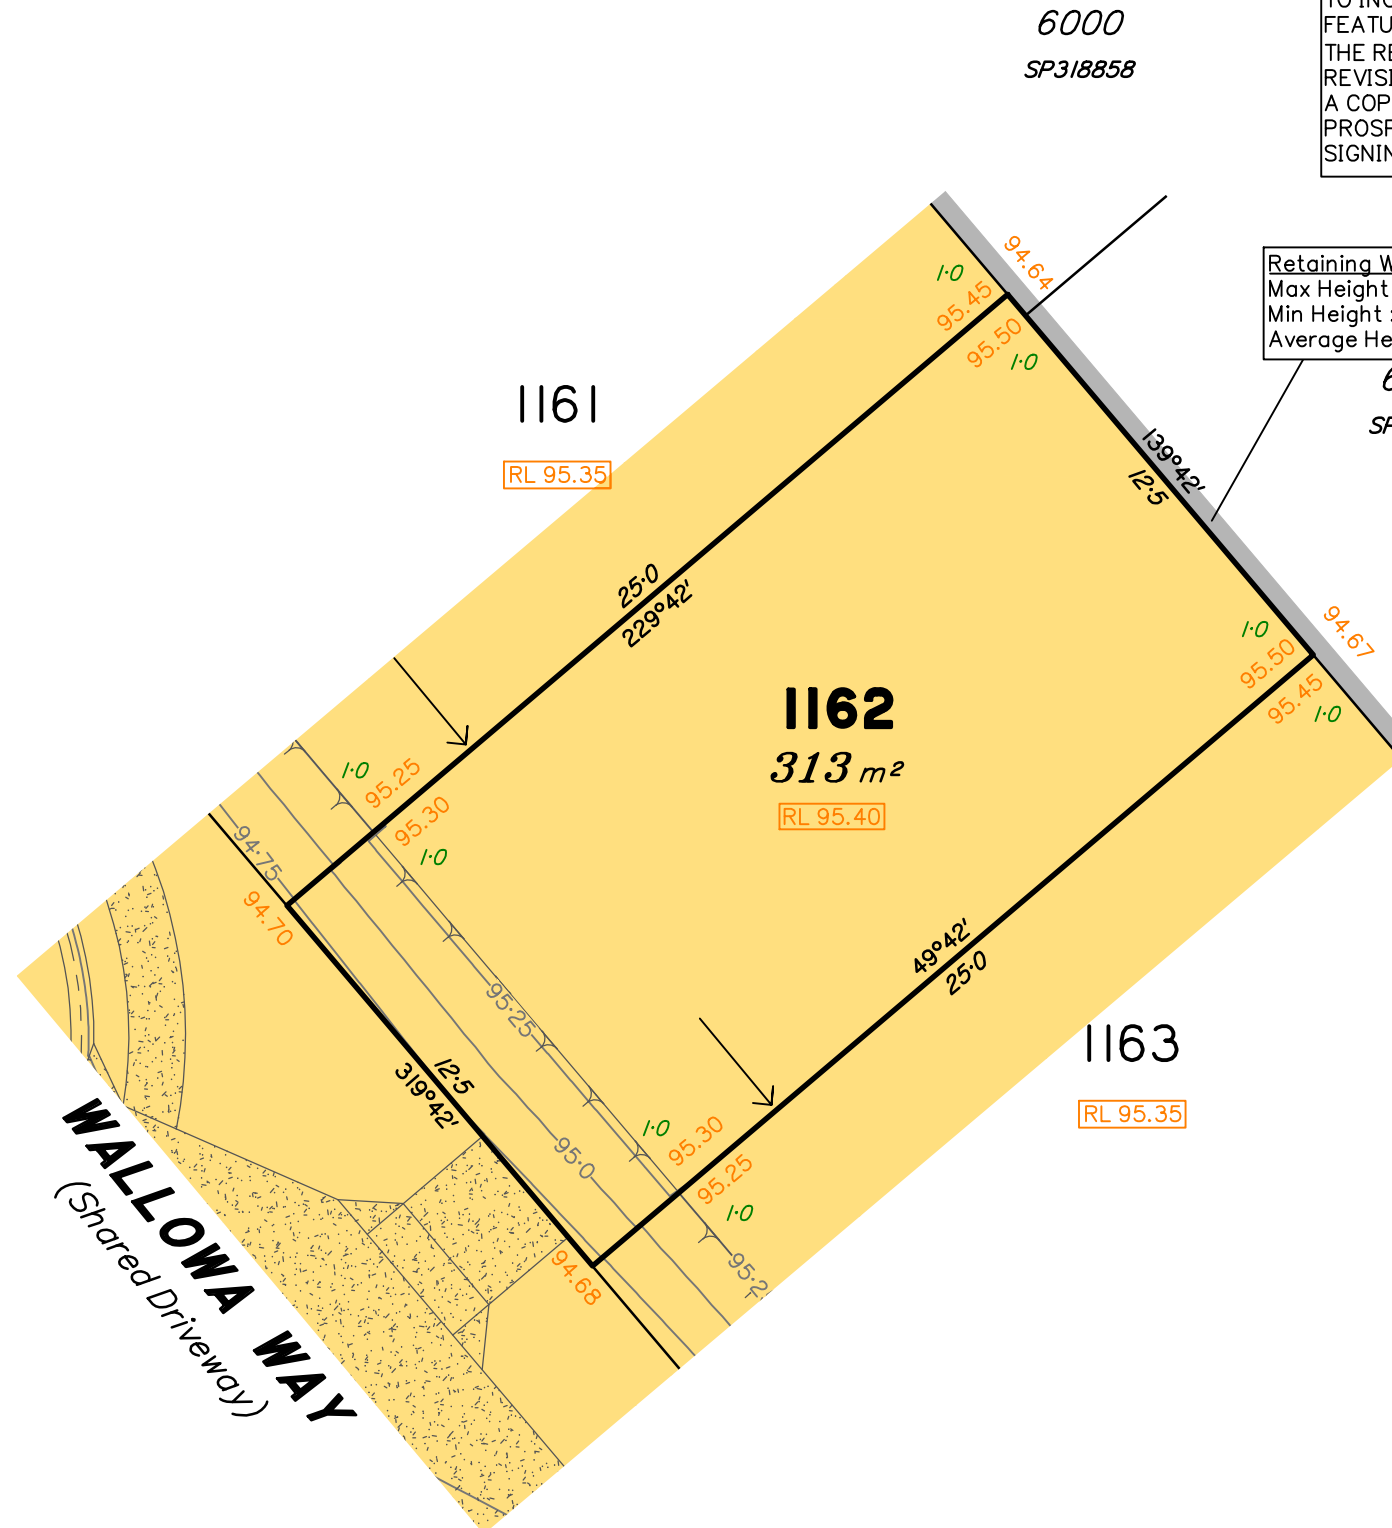 6000
SP318858
FEATU
THE RE
REVISI
A COP
PROSP
SIGNIN
94.64
1·0
95.45
95.50
1·0
Retaining W
Max Height
Min Height :
Average He
SP
1161
RL 95.35
139°42'
12·5
25·0
229°42'
1·0
94.67
95.50
95.45
1·0
1162
313 m²
RL 95.40
1·0
95.25
95.30
1·0
94·75
94.70
49°42'
25·0
95·25
1163
RL 95.35
12·5
319°42'
1·0
95.30
95.25
1·0
95·0
95·2
94.68
WALLOWA WAY
(Shared Driveway)